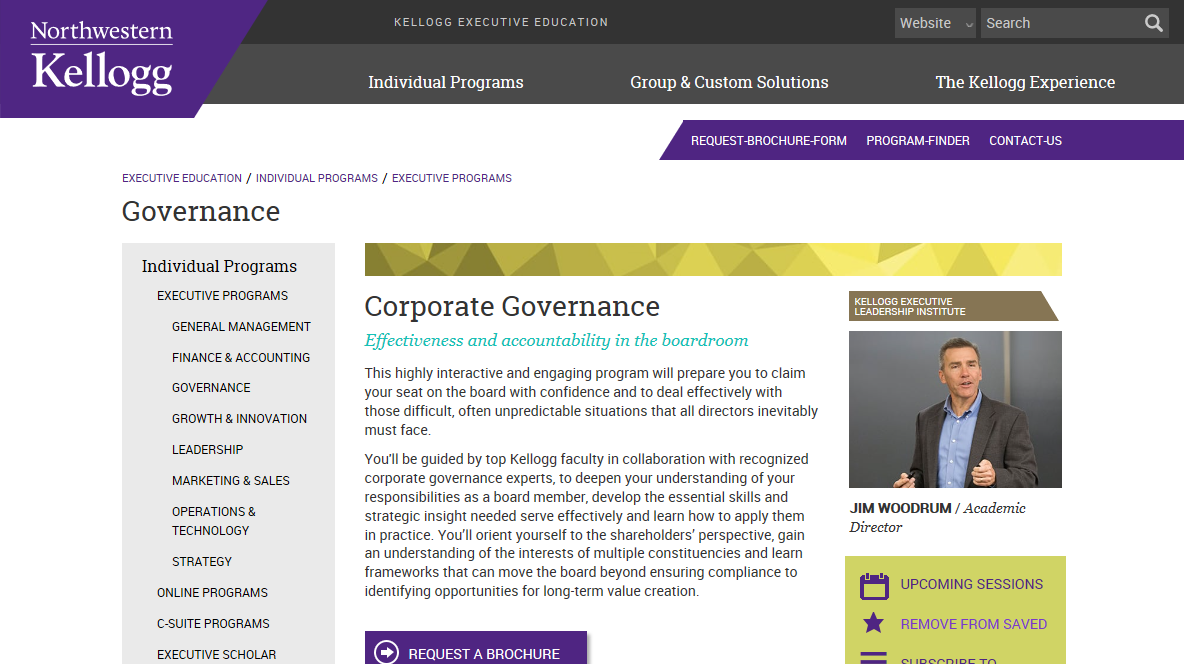 Northwestern
Kellogg
KELLOGG EXECUTIVE EDUCATION
Website
Search
Individual Programs
Group & Custom Solutions
The Kellogg Experience
REQUEST-BROCHURE-FORM
PROGRAM-FINDER
CONTACT-US
EXECUTIVE EDUCATION / INDIVIDUAL PROGRAMS / EXECUTIVE PROGRAMS
Governance
Individual Programs
EXECUTIVE PROGRAMS
GENERAL MANAGEMENT
FINANCE & ACCOUNTING
GOVERNANCE
GROWTH & INNOVATION
LEADERSHIP
MARKETING & SALES
OPERATIONS &
TECHNOLOGY
STRATEGY
ONLINE PROGRAMS
C-SUITE PROGRAMS
EXECUTIVE SCHOLAR
Corporate Governance
Effectiveness and accountability in the boardroom
This highly interactive and engaging program will prepare you to claim
your seat on the board with confidence and to deal effectively with
those difficult, often unpredictable situations that all directors inevitably
must face.
You'll be guided by top Kellogg faculty in collaboration with recognized
corporate governance experts, to deepen your understanding of your
responsibilities as a board member, develop the essential skills and
strategic insight needed serve effectively and learn how to apply them
in practice. You'll orient yourself to the shareholders' perspective, gain
an understanding of the interests of multiple constituencies and learn
frameworks that can move the board beyond ensuring compliance to
identifying opportunities for long-term value creation.
REQUEST A BROCHURE
KELLOGG EXECUTIVE
LEADERSHIP INSTITUTE
JIM WOODRUM / Academic
Director
UPCOMING SESSIONS
REMOVE FROM SAVED
SUBSCRIBE TO